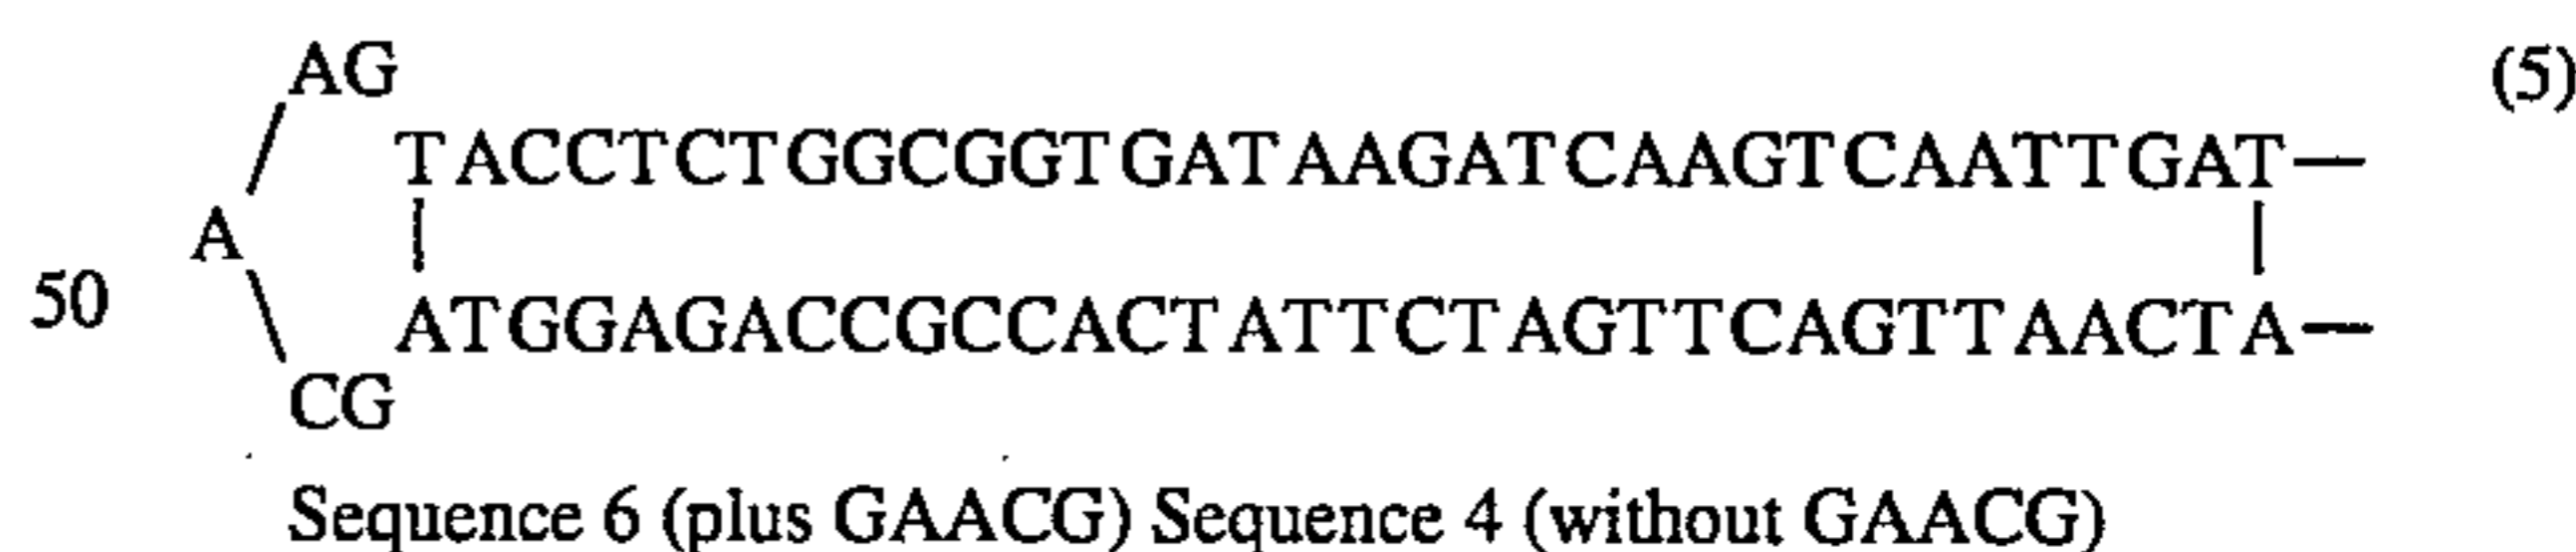 AG (5)
TACCTCTGGCGGTGATAAGATCAAGTCAATTGAT
A
50
ATGGAGACCGCCACTATTCTAGTTCAGTTAACTA
CG
Sequence 6 (plus GAACG) Sequence 4 (without GAACG)